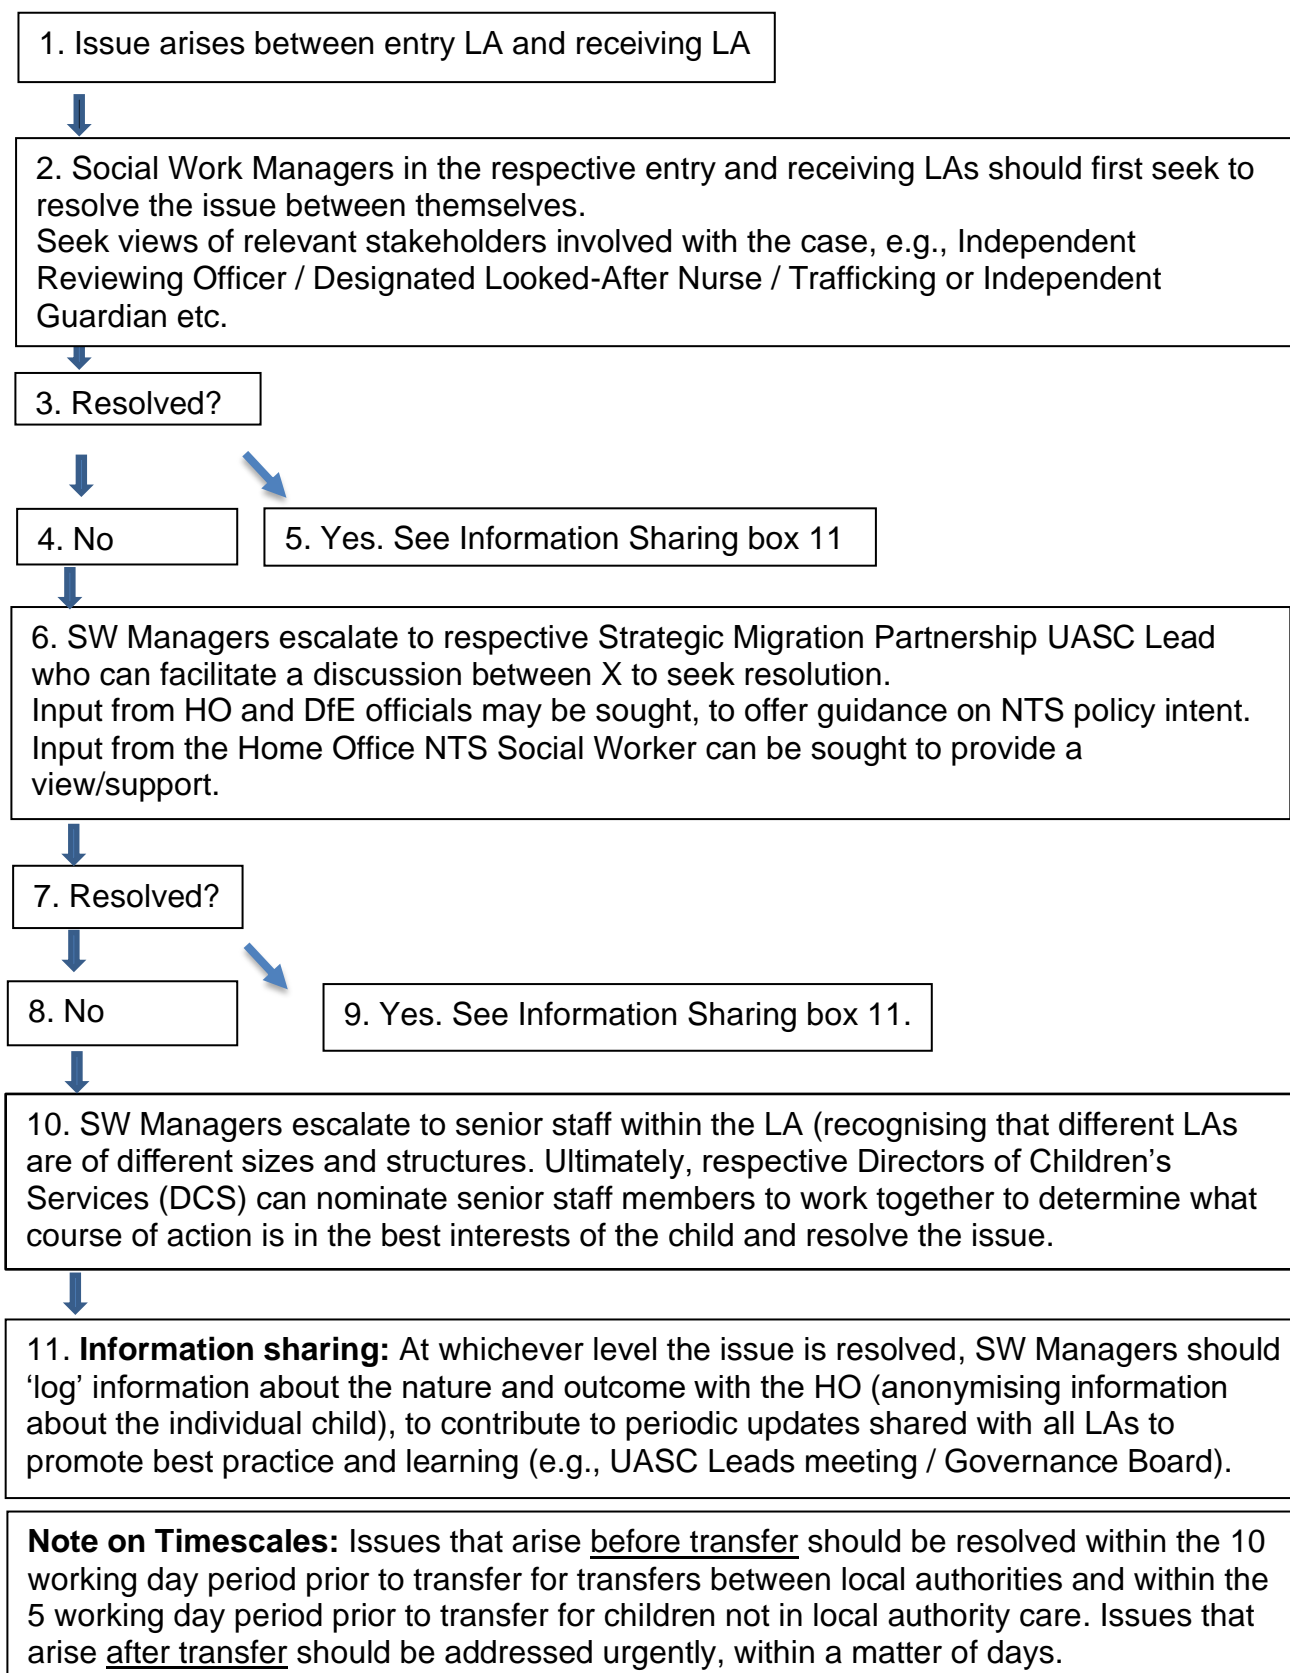 1. Issue arises between entry LA and receiving LA
2. Social Work Managers in the respective entry and receiving LAs should first seek to
resolve the issue between themselves.
Seek views of relevant stakeholders involved with the case, e.g., Independent
Reviewing Officer / Designated Looked-After Nurse / Trafficking or Independent
Guardian etc.
3. Resolved?
4. No
5. Yes. See Information Sharing box 11
6. SW Managers escalate to respective Strategic Migration Partnership UASC Lead
who can facilitate a discussion between X to seek resolution.
Input from HO and DfE officials may be sought, to offer guidance on NTS policy intent.
Input from the Home Office NTS Social Worker can be sought to provide a
view/support.
7. Resolved?
8. No
9. Yes. See Information Sharing box 11.
10. SW Managers escalate to senior staff within the LA (recognising that different LAs
are of different sizes and structures. Ultimately, respective Directors of Children’s
Services (DCS) can nominate senior staff members to work together to determine what
course of action is in the best interests of the child and resolve the issue.
11. Information sharing: At whichever level the issue is resolved, SW Managers should
‘log’ information about the nature and outcome with the HO (anonymising information
about the individual child), to contribute to periodic updates shared with all LAs to
promote best practice and learning (e.g., UASC Leads meeting / Governance Board).
Note on Timescales: Issues that arise before transfer should be resolved within the 10
working day period prior to transfer for transfers between local authorities and within the
5 working day period prior to transfer for children not in local authority care. Issues that
arise after transfer should be addressed urgently, within a matter of days.